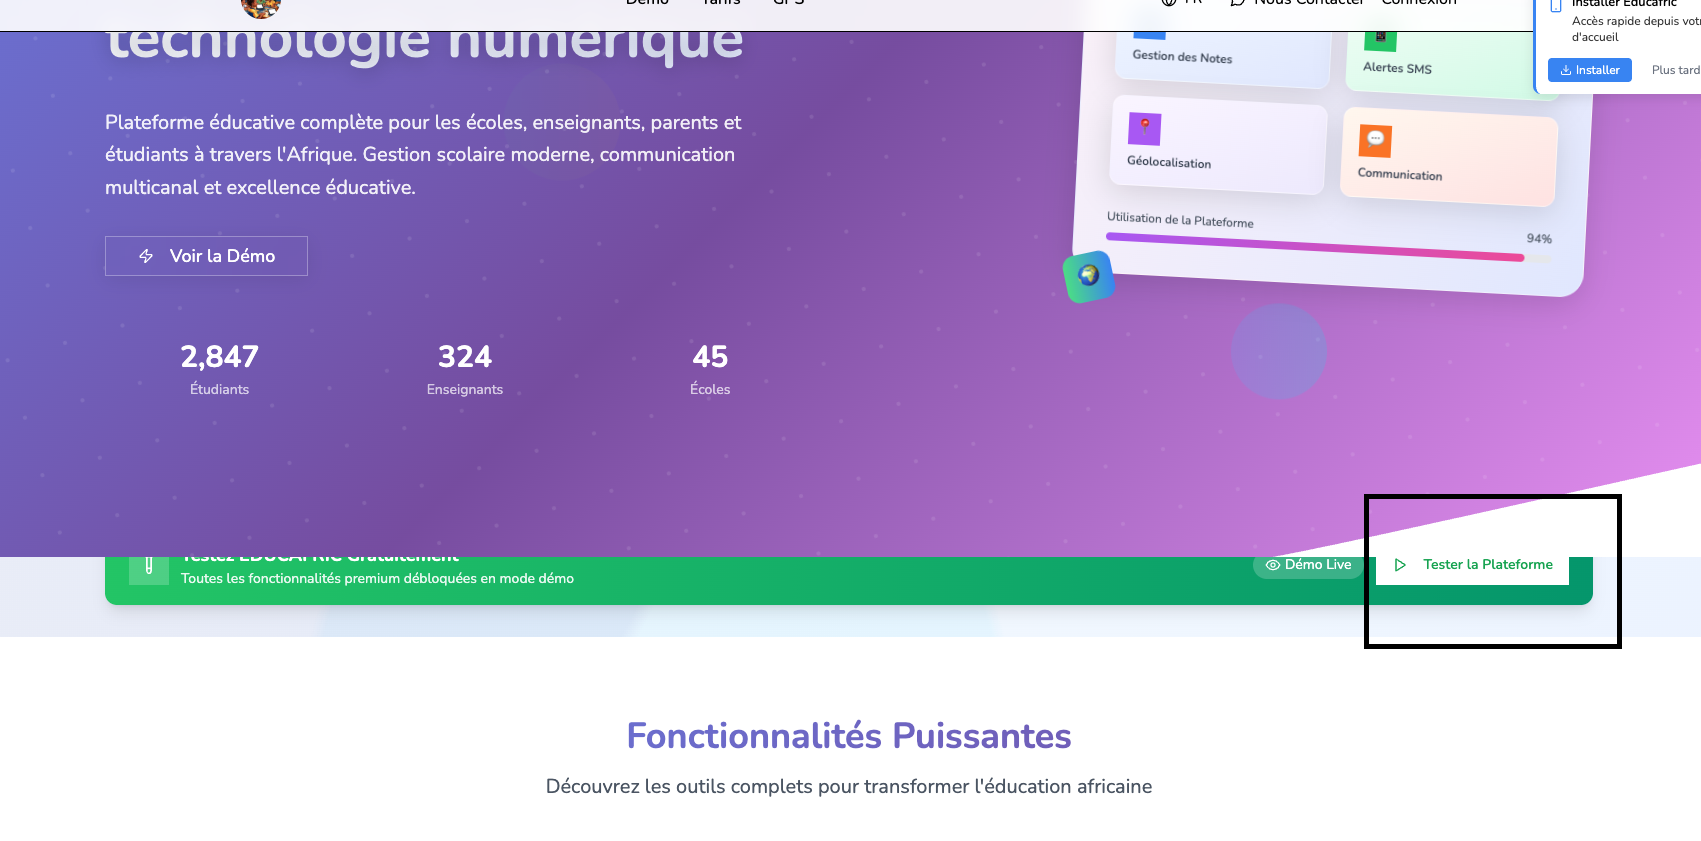 Démo Tarifs GPS FR Nous Contacter Connexion
Installer Educafric
Accès rapide depuis
d'accueil
Installer Plus tard
technologie numérique
Plateforme éducative complète pour les écoles, enseignants, parents et
étudiants à travers l'Afrique. Gestion scolaire moderne, communication
multicanal et excellence éducative.
Voir la Démo
2,847
Étudiants
324
Enseignants
45
Écoles
Gestion des Notes
Alertes SMS
Géolocalisation
Communication
Utilisation de la Plateforme
94%
Testez EDUCAFRIC Gratuitement
Toutes les fonctionnalités premium débloquées en mode démo
Démo Live
Tester la Plateforme
Fonctionnalités Puissantes
Découvrez les outils complets pour transformer l'éducation africaine